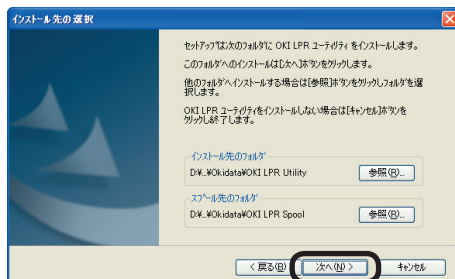 インストール先の選択
セットアップは次のフォルダに OKI LPR ユーティリティ をインストールします。
このフォルダへのインストールは[次へ]ボタンをクリックします。
他のフォルダへインストールする場合は[参照]ボタンをクリックしフォルダを選
択します。
OKI LPR ユーティリティをインストールしない場合は[キャンセル]ボタンを
クリックし終了します。
インストール先のフォルダ
D:¥..¥Okidata¥OKI LPR Utility
参照(R)...
スプール先のフォルダ
D:¥..¥Okidata¥OKI LPR Spool
参照(R)...
< 戻る(B)
次へ(N) >
キャンセル